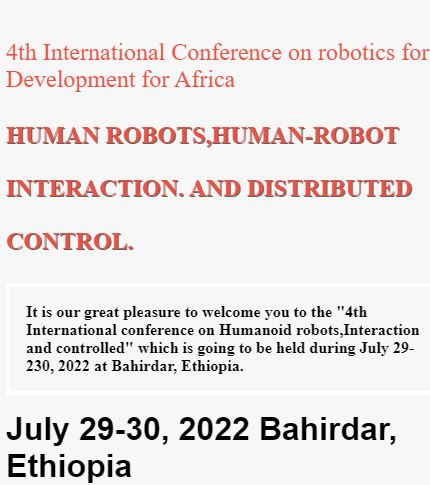 4th International Conference on robotics for
Development for Africa
HUMAN ROBOTS,HUMAN-ROBOT
INTERACTION. AND DISTRIBUTED
CONTROL.
It is our great pleasure to welcome you to the "4th
International conference on Humanoid robots,Interaction
and controlled" which is going to be held during July 29-
230, 2022 at Bahirdar, Ethiopia.
July 29-30, 2022 Bahirdar,
Ethiopia